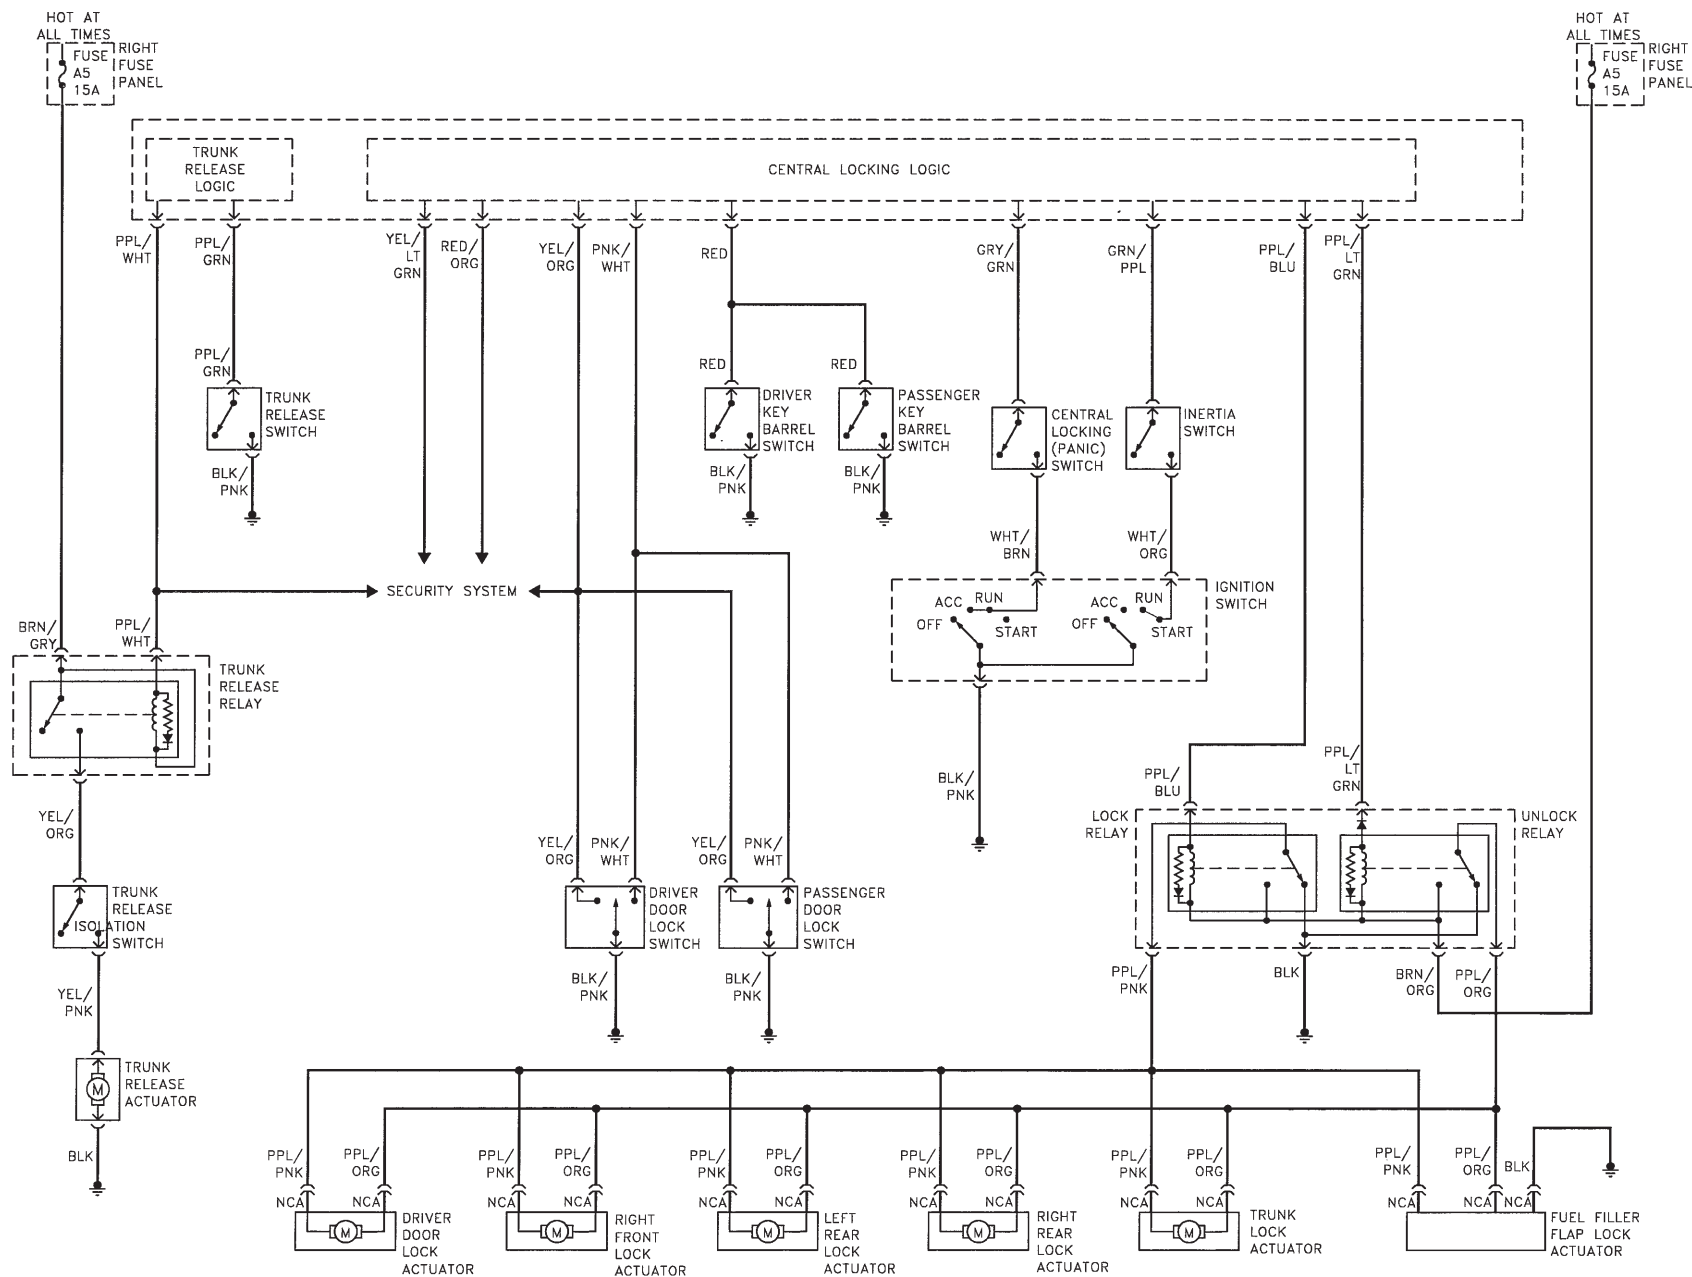 HOT AT
ALL TIMES
FUSE
A5
15A
RIGHT
FUSE
PANEL
HOT AT
ALL TIMES
FUSE
A5
15A
RIGHT
FUSE
PANEL
TRUNK
RELEASE
LOGIC
CENTRAL LOCKING LOGIC
PPL/
WHT
PPL/
GRN
YEL/
LT
GRN
RED/
ORG
YEL/
ORG
PNK/
WHT
RED
GRY/
GRN
GRN/
PPL
PPL/
BLU
PPL/
LT
GRN
PPL/
GRN
TRUNK
RELEASE
SWITCH
BLK/
PNK
RED
DRIVER
KEY
BARREL
SWITCH
BLK/
PNK
RED
PASSENGER
KEY
BARREL
SWITCH
BLK/
PNK
CENTRAL
LOCKING
(PANIC)
SWITCH
INERTIA
SWITCH
WHT/
BRN
WHT/
ORG
SECURITY SYSTEM
IGNITION
SWITCH
ACC
RUN
OFF
START
ACC
RUN
OFF
START
BLK/
PNK
BRN/
GRY
PPL/
WHT
TRUNK
RELEASE
RELAY
YEL/
ORG
TRUNK
RELEASE
ISOLATION
SWITCH
YEL/
PNK
TRUNK
RELEASE
ACTUATOR
M
BLK
YEL/
ORG
PNK/
WHT
DRIVER
DOOR
LOCK
SWITCH
BLK/
PNK
YEL/
ORG
PNK/
WHT
PASSENGER
DOOR
LOCK
SWITCH
BLK/
PNK
PPL/
BLU
PPL/
LT
GRN
LOCK
RELAY
UNLOCK
RELAY
PPL/
PNK
BLK
BRN/
ORG
PPL/
ORG
PPL/
PNK
PPL/
ORG
NCA
NCA
M
DRIVER
DOOR
LOCK
ACTUATOR
PPL/
PNK
PPL/
ORG
NCA
NCA
M
RIGHT
FRONT
LOCK
ACTUATOR
PPL/
PNK
PPL/
ORG
NCA
NCA
M
LEFT
REAR
LOCK
ACTUATOR
PPL/
PNK
PPL/
ORG
NCA
NCA
M
RIGHT
REAR
LOCK
ACTUATOR
PPL/
PNK
PPL/
ORG
NCA
NCA
M
TRUNK
LOCK
ACTUATOR
PPL/
PNK
PPL/
ORG
BLK
NCA
NCA
NCA
FUEL FILLER
FLAP LOCK
ACTUATOR